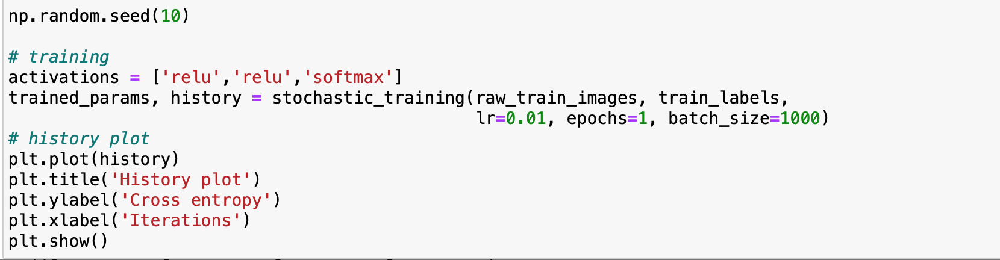 np.random.seed(10)
# training
activations = ['relu','relu','softmax']
trained_params, history = stochastic_training(raw_train_images, train_labels,
lr=0.01, epochs=1, batch_size=1000)
# history plot
plt.plot(history)
plt.title('History plot')
plt.ylabel('Cross entropy')
plt.xlabel('Iterations')
plt.show()